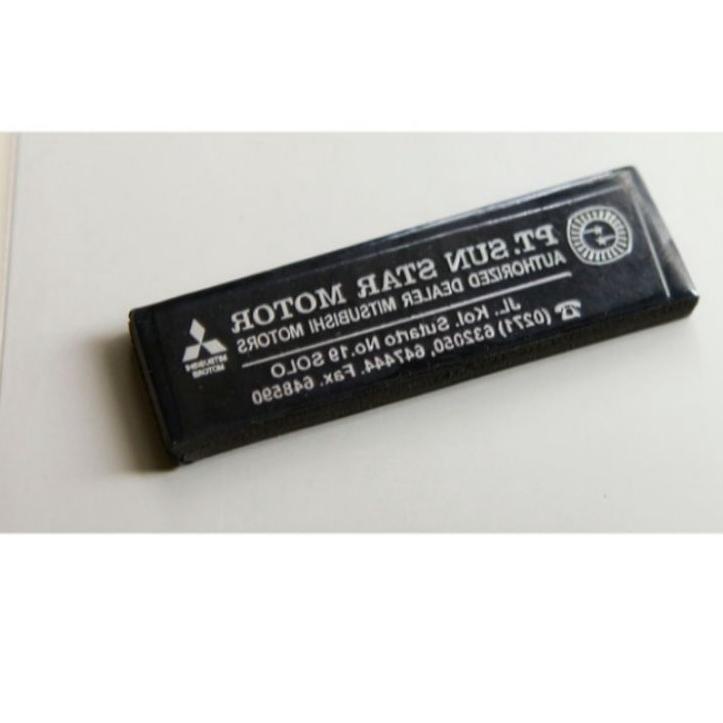 PT. SUN STAR MOTOR
AUTHORIZED DEALER MITSUBISHI MOTORS
JL. Kol. Sutarto No.19 SOLO
☎ (0271) 632050, 647444. Fax. 648590
MITSUBISHI
MOTORS